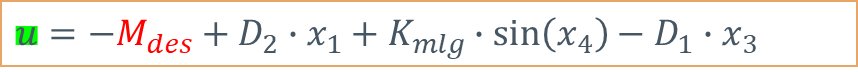 u = −M_des + D_2 · x_1 + K_mlg · sin(x_4) − D_1 · x_3